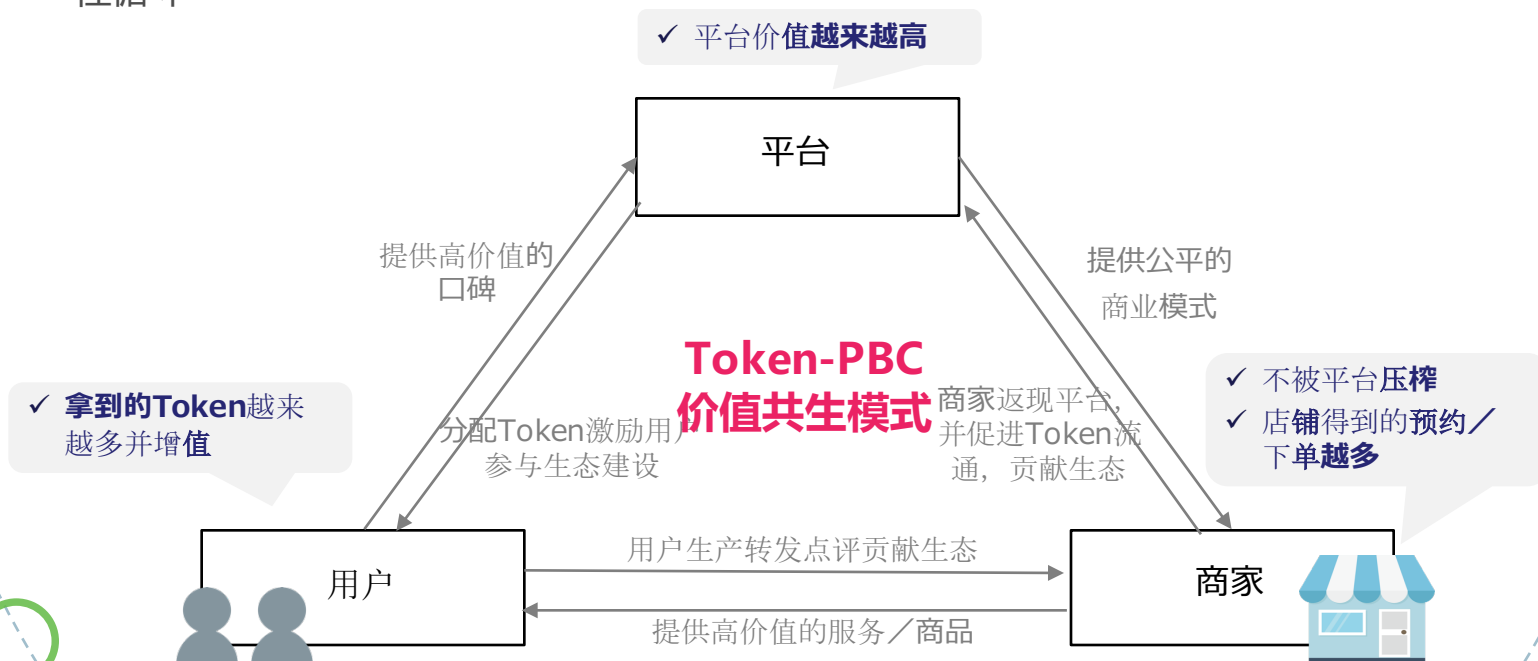 ✓ 平台价值越来越高
平台
提供高价值的
口碑
提供公平的
商业模式
Token-PBC
价值共生模式
✓ 拿到的Token越来
越多并增值
分配Token激励用户
参与生态建设
商家返现平台，
并促进Token流
通，贡献生态
✓ 不被平台压榨
✓ 店铺得到的预约／
下单越多
用户生产转发点评贡献生态
用户
商家
提供高价值的服务／商品